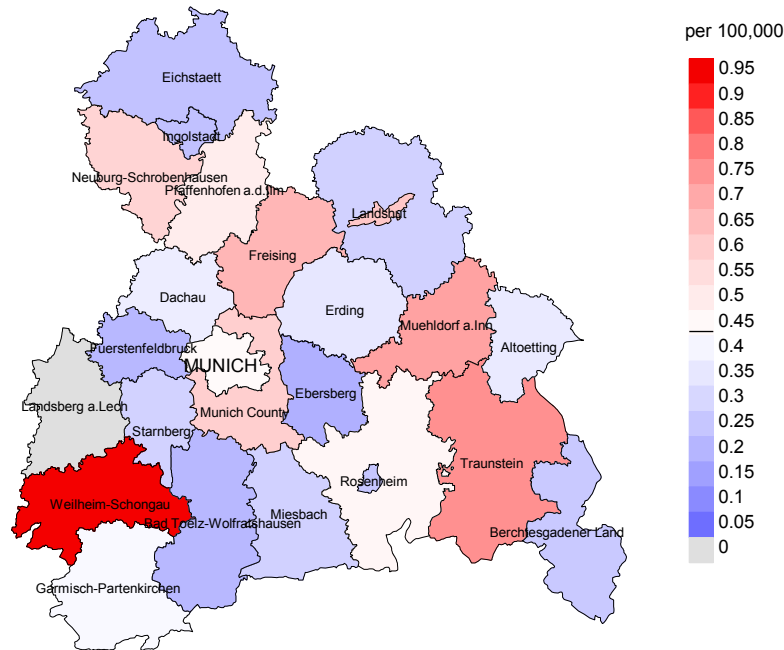 per 100,000
0.95
0.9
0.85
0.8
0.75
0.7
0.65
0.6
0.55
0.5
0.45
0.4
0.35
0.3
0.25
0.2
0.15
0.1
0.05
0
Eichstaett
Ingolstadt
Neuburg-Schrobenhausen
Pfaffenhofen a.d.Ilm
Landshut
Freising
Dachau
Erding
Muehldorf a.Inn
Altoetting
Fuerstenfeldbruck
MUNICH
Ebersberg
Landsberg a.Lech
Munich County
Starnberg
Traunstein
Rosenheim
Weilheim-Schongau
Miesbach
Bad Toelz-Wolfratshausen
Berchtesgadener Land
Garmisch-Partenkirchen